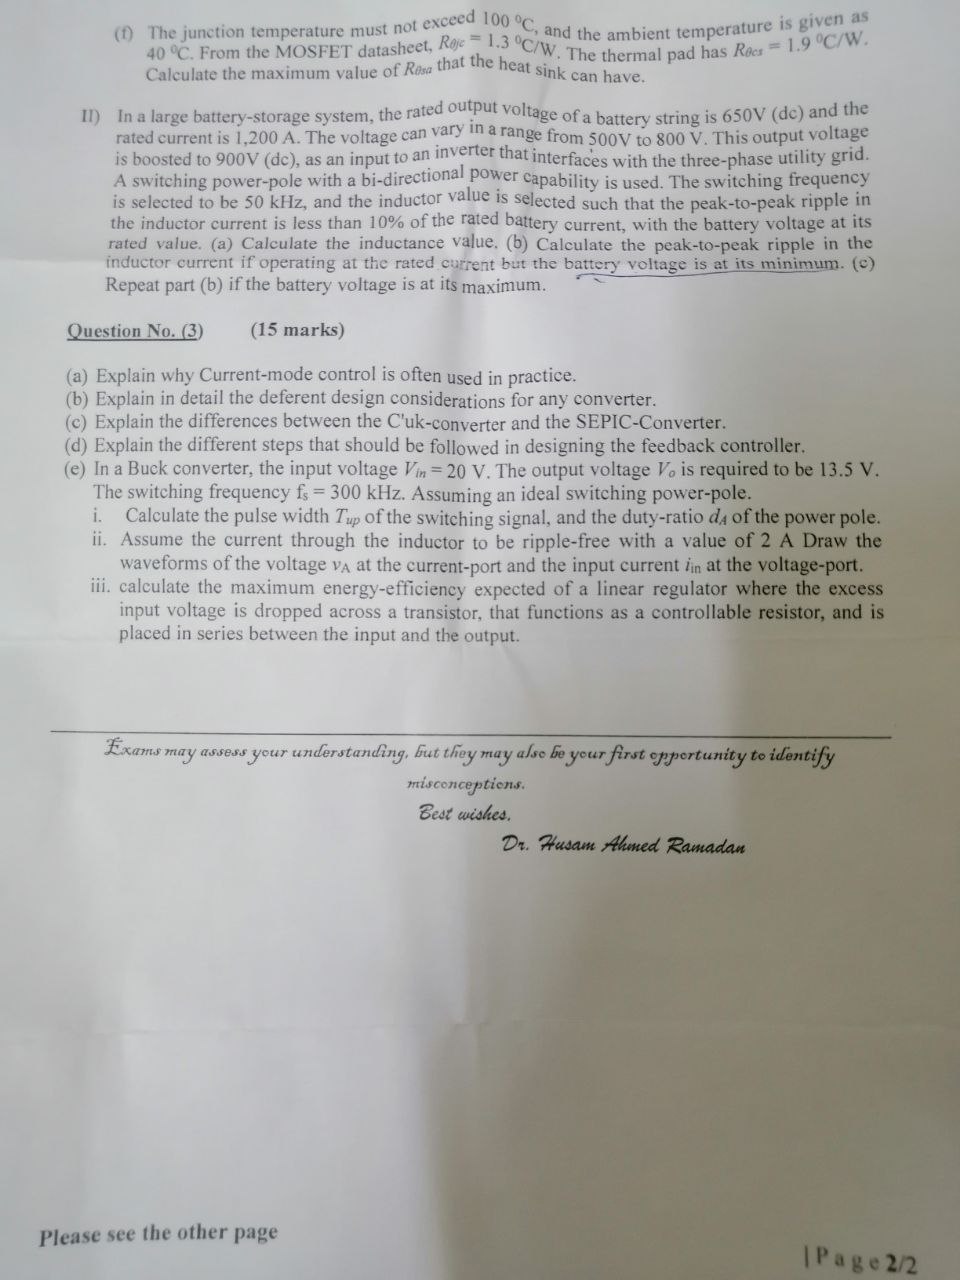 (f) The junction temperature must not exceed 100 °C, and the ambient temperature is given as
40 °C. From the MOSFET datasheet, Rθjc = 1.3 °C/W. The thermal pad has Rθcs = 1.9 °C/W.
Calculate the maximum value of Rθsa that the heat sink can have.
II) In a large battery-storage system, the rated output voltage of a battery string is 650V (dc) and the
rated current is 1,200 A. The voltage can vary in a range from 500V to 800 V. This output voltage
is boosted to 900V (dc), as an input to an inverter that interfaces with the three-phase utility grid.
A switching power-pole with a bi-directional power capability is used. The switching frequency
is selected to be 50 kHz, and the inductor value is selected such that the peak-to-peak ripple in
the inductor current is less than 10% of the rated battery current, with the battery voltage at its
rated value. (a) Calculate the inductance value. (b) Calculate the peak-to-peak ripple in the
inductor current if operating at the rated current but the battery voltage is at its minimum. (c)
Repeat part (b) if the battery voltage is at its maximum.
Question No. (3) (15 marks)
(a) Explain why Current-mode control is often used in practice.
(b) Explain in detail the deferent design considerations for any converter.
(c) Explain the differences between the C'uk-converter and the SEPIC-Converter.
(d) Explain the different steps that should be followed in designing the feedback controller.
(e) In a Buck converter, the input voltage Vin = 20 V. The output voltage Vo is required to be 13.5 V.
The switching frequency fs = 300 kHz. Assuming an ideal switching power-pole.
i. Calculate the pulse width Tup of the switching signal, and the duty-ratio dA of the power pole.
ii. Assume the current through the inductor to be ripple-free with a value of 2 A Draw the
waveforms of the voltage vA at the current-port and the input current iin at the voltage-port.
iii. calculate the maximum energy-efficiency expected of a linear regulator where the excess
input voltage is dropped across a transistor, that functions as a controllable resistor, and is
placed in series between the input and the output.
Exams may assess your understanding, but they may also be your first opportunity to identify
misconceptions.
Best wishes,
Dr. Husam Ahmed Ramadan
Please see the other page
|Page 2/2